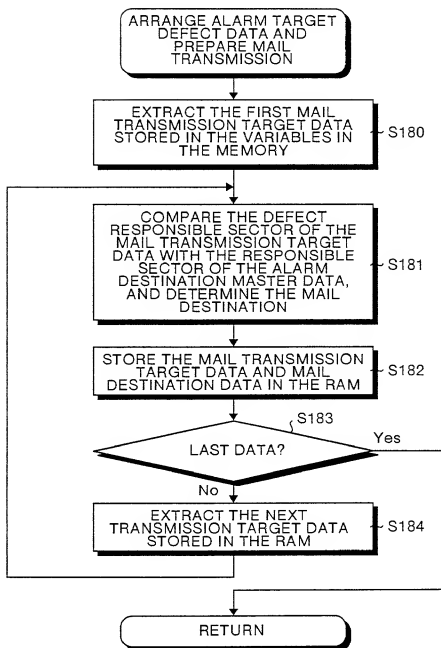 ARRANGE ALARM TARGET
DEFECT DATA AND
PREPARE MAIL
TRANSMISSION
EXTRACT THE FIRST MAIL
TRANSMISSION TARGET DATA
STORED IN THE VARIABLES IN
THE MEMORY
S180
COMPARE THE DEFECT
RESPONSIBLE SECTOR OF THE
MAIL TRANSMISSION TARGET
DATA WITH THE RESPONSIBLE
SECTOR OF THE ALARM
DESTINATION MASTER DATA,
AND DETERMINE THE MAIL
DESTINATION
S181
STORE THE MAIL TRANSMISSION
TARGET DATA AND MAIL
DESTINATION DATA IN THE RAM
S182
S183
LAST DATA?
Yes
No
EXTRACT THE NEXT
TRANSMISSION TARGET DATA
STORED IN THE RAM
S184
RETURN